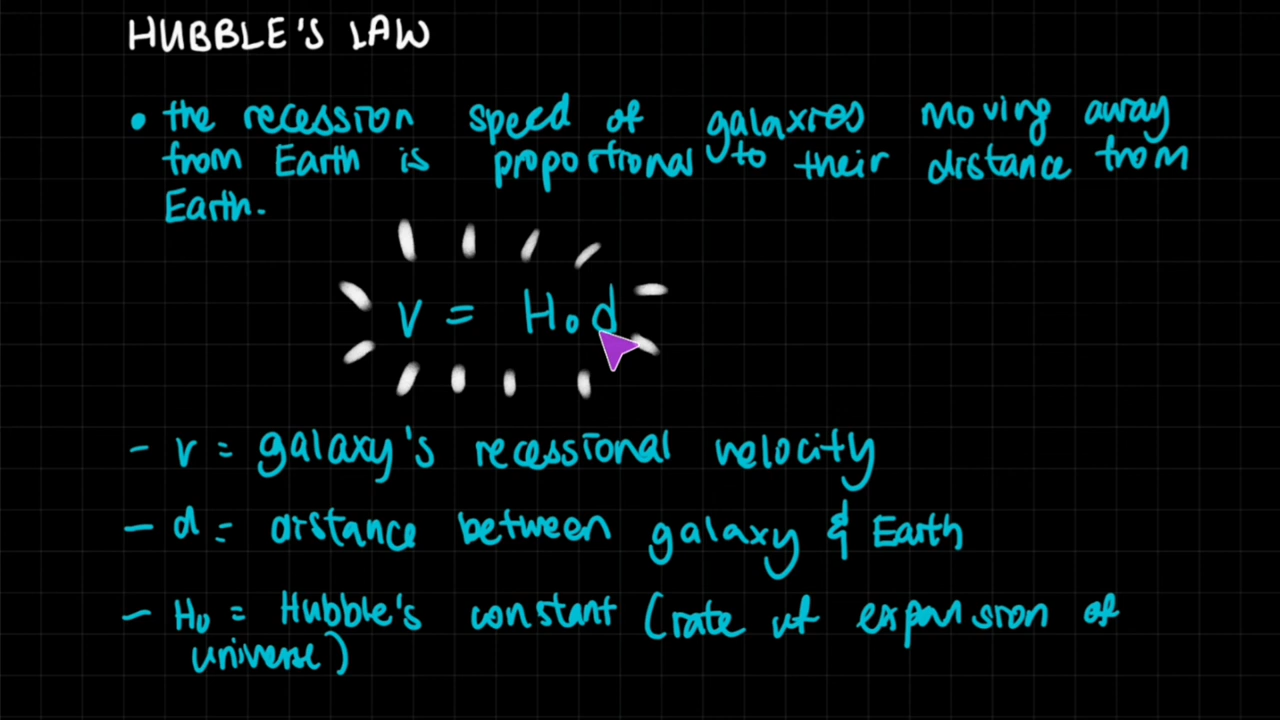 HUBBLE'S LAW
• the recession speed of galaxies moving away
from Earth is proportional to their distance from
Earth.
v = H₀d
- v = galaxy's recessional velocity
- d = distance between galaxy & Earth
- H₀ = Hubble's constant (rate of expansion of
universe)